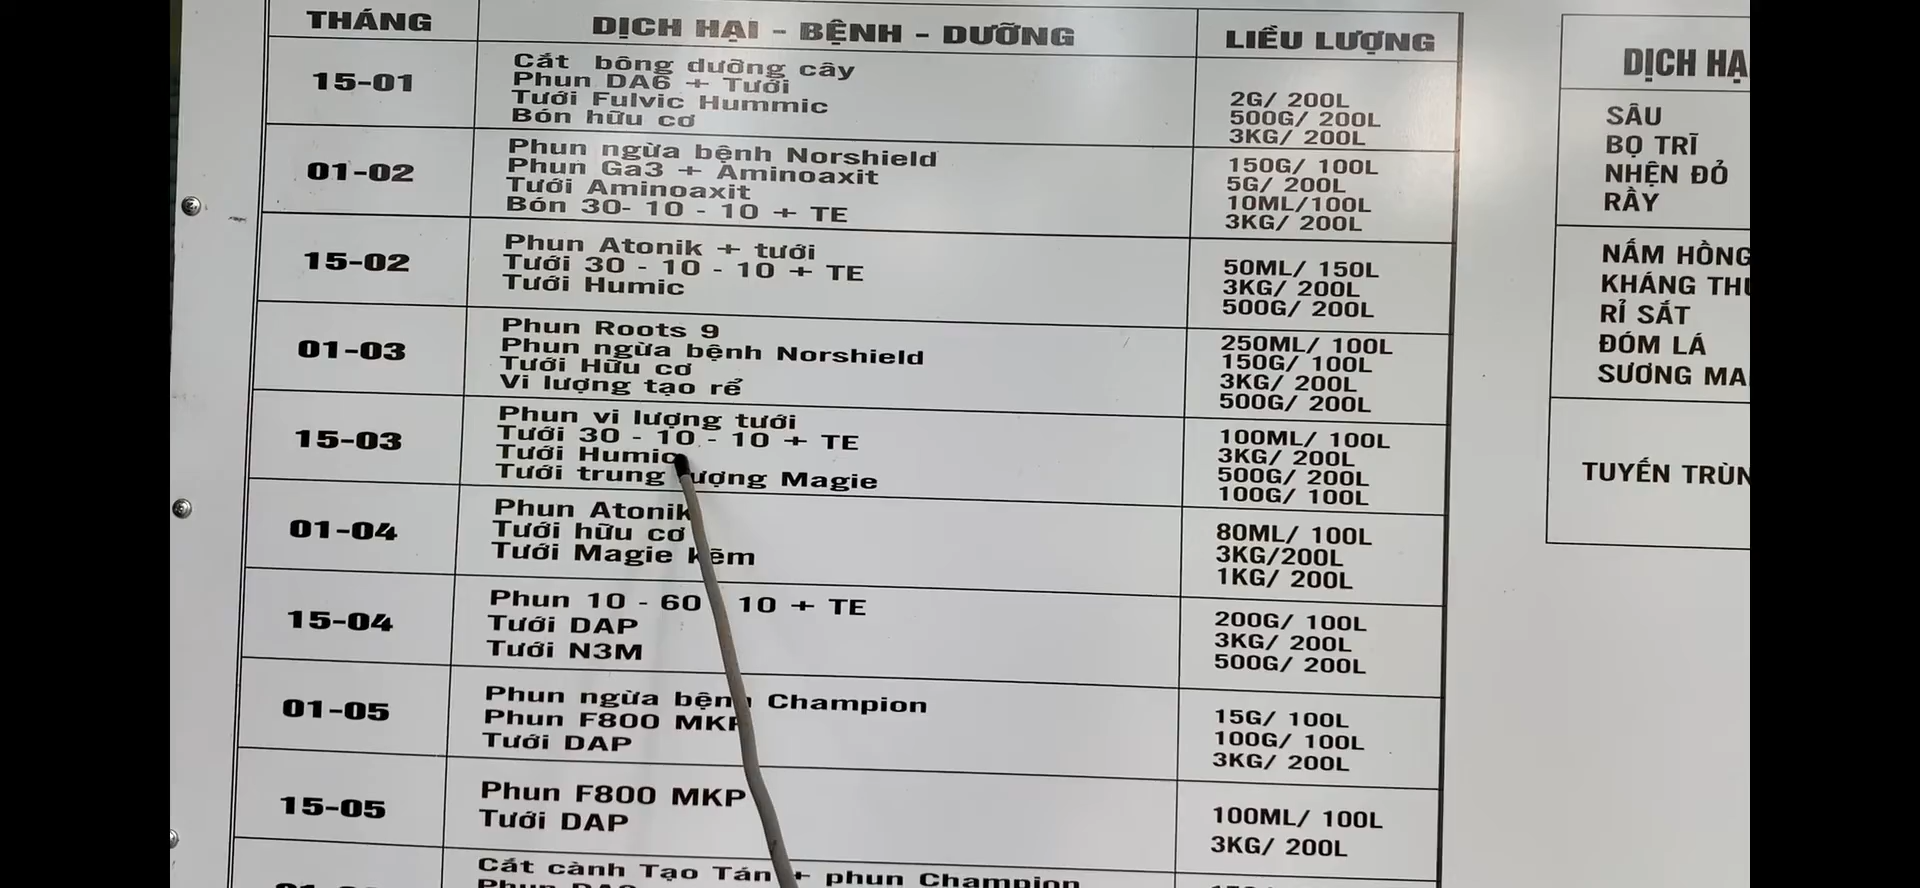 THÁNG DỊCH HẠI - BỆNH - DƯỠNG LIỀU LƯỢNG
15-01
Cắt bông dưỡng cây
Phun DA6 + Tưới
Tưới Fulvic Hummic
Bón hữu cơ
2G/ 200L
500G/ 200L
3KG/ 200L
01-02
Phun ngừa bệnh Norshield
Phun Ga3 + Aminoaxit
Tưới Aminoaxit
Bón 30- 10 - 10 + TE
150G/ 100L
5G/ 200L
10ML/100L
3KG/ 200L
15-02
Phun Atonik + tưới
Tưới 30 - 10 - 10 + TE
Tưới Humic
50ML/ 150L
3KG/ 200L
500G/ 200L
01-03
Phun Roots 9
Phun ngừa bệnh Norshield
Tưới Hữu cơ
Vi lượng tạo rể
250ML/ 100L
150G/ 100L
3KG/ 200L
500G/ 200L
15-03
Phun vi lượng tưới
Tưới 30 - 10 - 10 + TE
Tưới Humic
Tưới trung lượng Magie
100ML/ 100L
3KG/ 200L
500G/ 200L
100G/ 100L
01-04
Phun Atonik
Tưới hữu cơ
Tưới Magie kẽm
80ML/ 100L
3KG/200L
1KG/ 200L
15-04
Phun 10 - 60 10 + TE
Tưới DAP
Tưới N3M
200G/ 100L
3KG/ 200L
500G/ 200L
01-05
Phun ngừa bệnh Champion
Phun F800 MKP
Tưới DAP
15G/ 100L
100G/ 100L
3KG/ 200L
15-05
Phun F800 MKP
Tưới DAP
100ML/ 100L
3KG/ 200L
Cắt cành Tạo Tán + phun Champion
DỊCH HẠ
SÂU
BỌ TRĨ
NHỆN ĐỎ
RẦY
NẤM HỒNG
KHÁNG THƯ
RỈ SẮT
ĐÓM LÁ
SƯƠNG MA
TUYẾN TRÙN